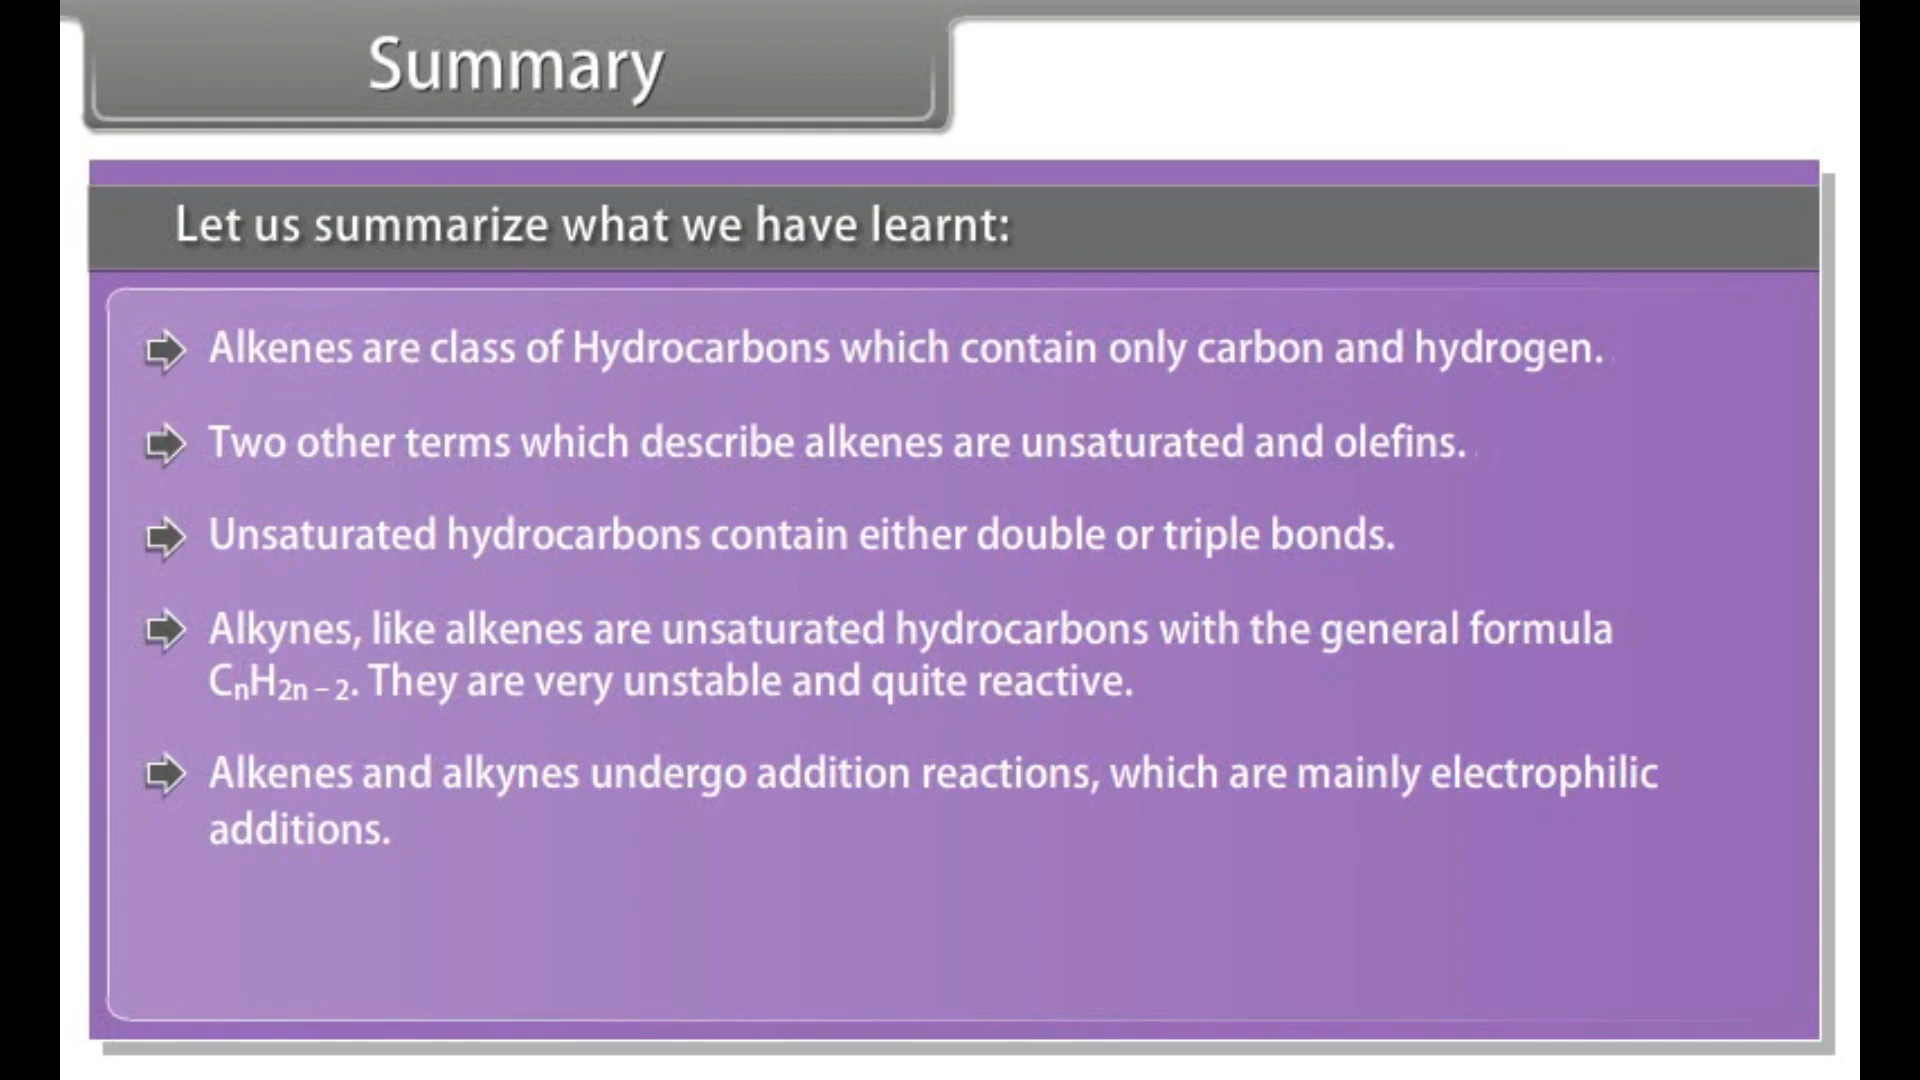 Summary
Let us summarize what we have learnt:
Alkenes are class of Hydrocarbons which contain only carbon and hydrogen.
Two other terms which describe alkenes are unsaturated and olefins.
Unsaturated hydrocarbons contain either double or triple bonds.
Alkynes, like alkenes are unsaturated hydrocarbons with the general formula
CₙH₂ₙ₋₂. They are very unstable and quite reactive.
Alkenes and alkynes undergo addition reactions, which are mainly electrophilic
additions.